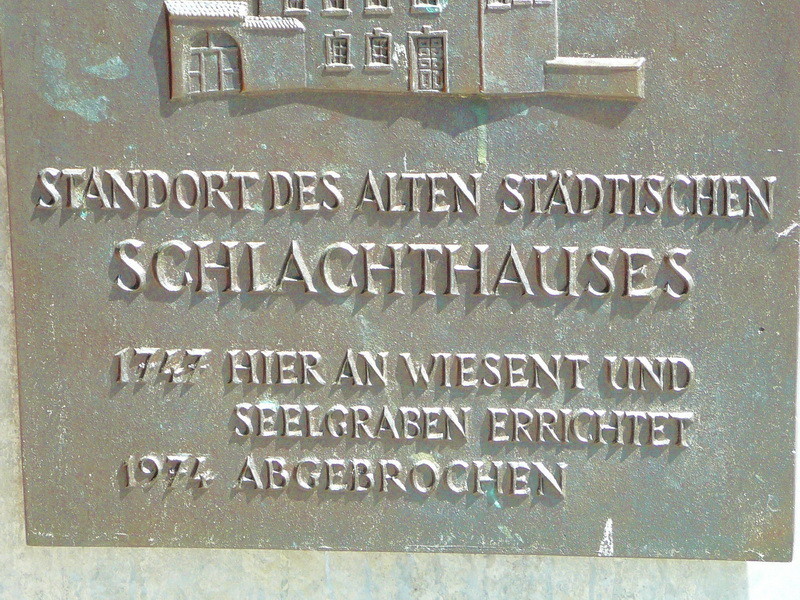 STANDORT DES ALTEN STÄDTISCHEN
SCHLACHTHAUSES
1747 HIER AN WIESENT UND
SEELGRABEN ERRICHTET
1974 ABGEBROCHEN